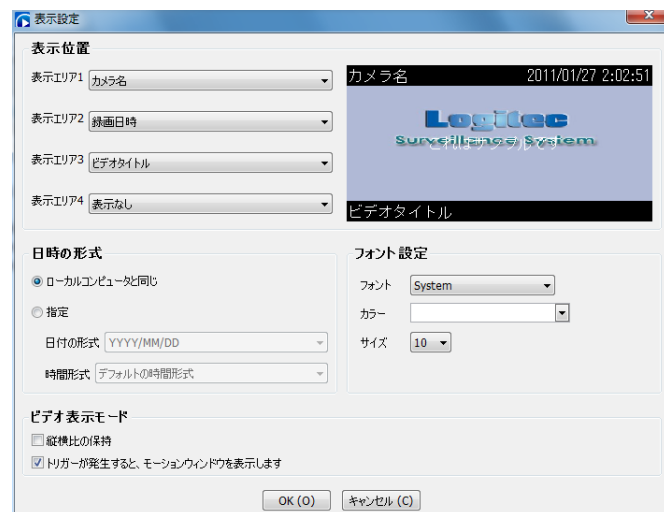 表示設定
表示位置
表示エリア1 カメラ名
表示エリア2 録画日時
表示エリア3 ビデオタイトル
表示エリア4 表示なし
カメラ名 2011/01/27 2:02:51
Logitec
Surveillance System
これはサンプルです
ビデオタイトル
日時の形式
ローカルコンピュータと同じ
指定
日付の形式 YYYY/MM/DD
時間形式 デフォルトの時間形式
フォント設定
フォント System
カラー
サイズ 10
ビデオ表示モード
縦横比の保持
トリガーが発生すると、モーションウィンドウを表示します
OK (O) キャンセル (C)